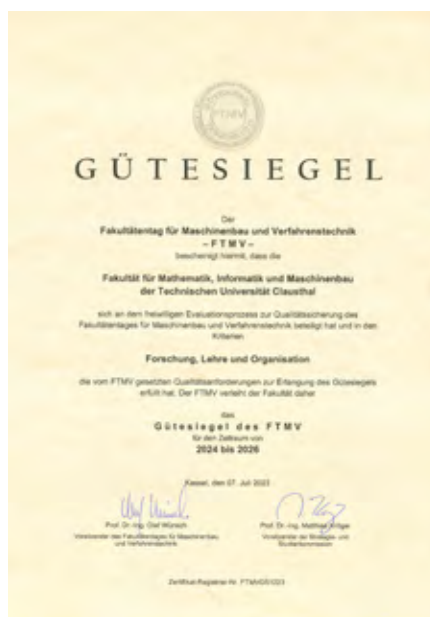 FTMV
GÜTESIEGEL
Der
Fakultätentag für Maschinenbau und Verfahrenstechnik
– F T M V –
bescheinigt hiermit, dass die
Fakultät für Mathematik, Informatik und Maschinenbau
der Technischen Universität Clausthal
sich an dem freiwilligen Evaluationsprozess zur Qualitätssicherung des
Fakultätentages für Maschinenbau und Verfahrenstechnik beteiligt hat und in den
Kriterien
Forschung, Lehre und Organisation
die vom FTMV gesetzten Qualitätsanforderungen zur Erlangung des Gütesiegels
erfüllt hat. Der FTMV verleiht der Fakultät daher
das
Gütesiegel des FTMV
für den Zeitraum von
2024 bis 2026
Kassel, den 07. Juli 2023
Prof. Dr.-Ing. Olaf Wünsch
Vorsitzender des Fakultätentages für Maschinenbau
und Verfahrenstechnik
Prof. Dr.-Ing. Matthias Kröger
Vorsitzender der Strategie- und
Studienkommission
Zertifikat-Registrier-Nr.